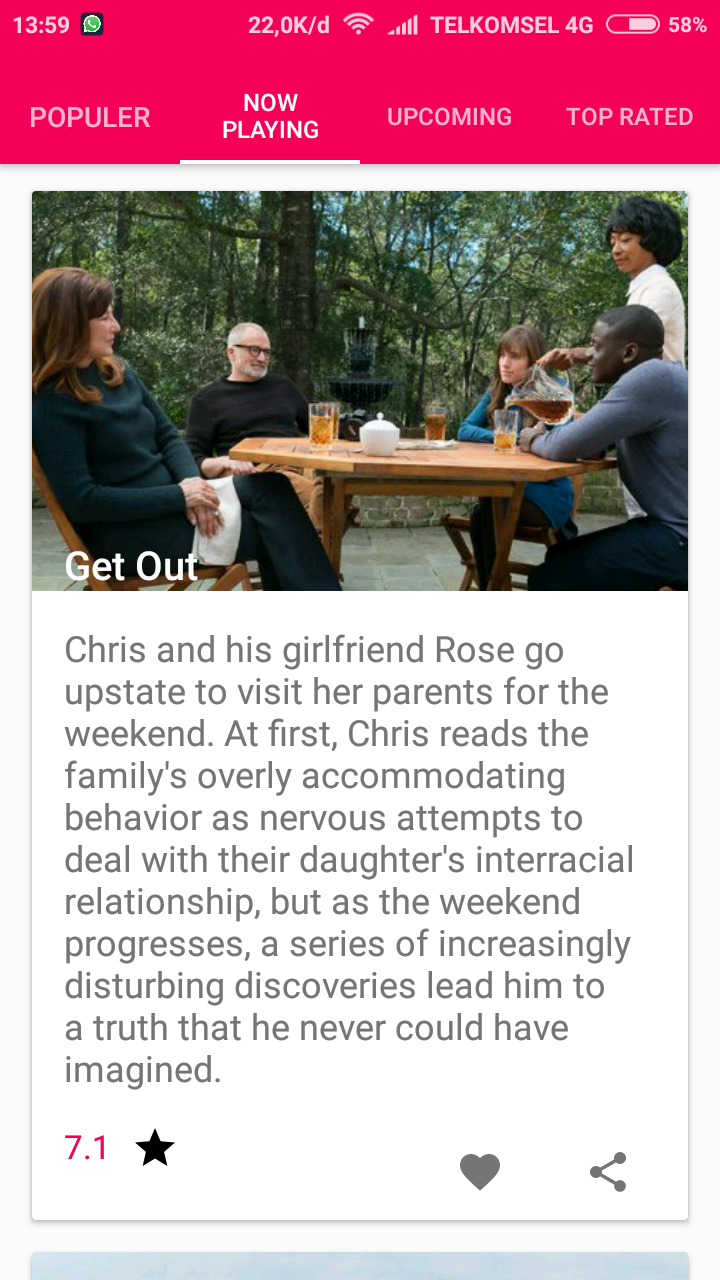 13:59 22,0K/d TELKOMSEL 4G 58%
POPULER NOW PLAYING UPCOMING TOP RATED
Get Out
Chris and his girlfriend Rose go
upstate to visit her parents for the
weekend. At first, Chris reads the
family's overly accommodating
behavior as nervous attempts to
deal with their daughter's interracial
relationship, but as the weekend
progresses, a series of increasingly
disturbing discoveries lead him to
a truth that he never could have
imagined.
7.1